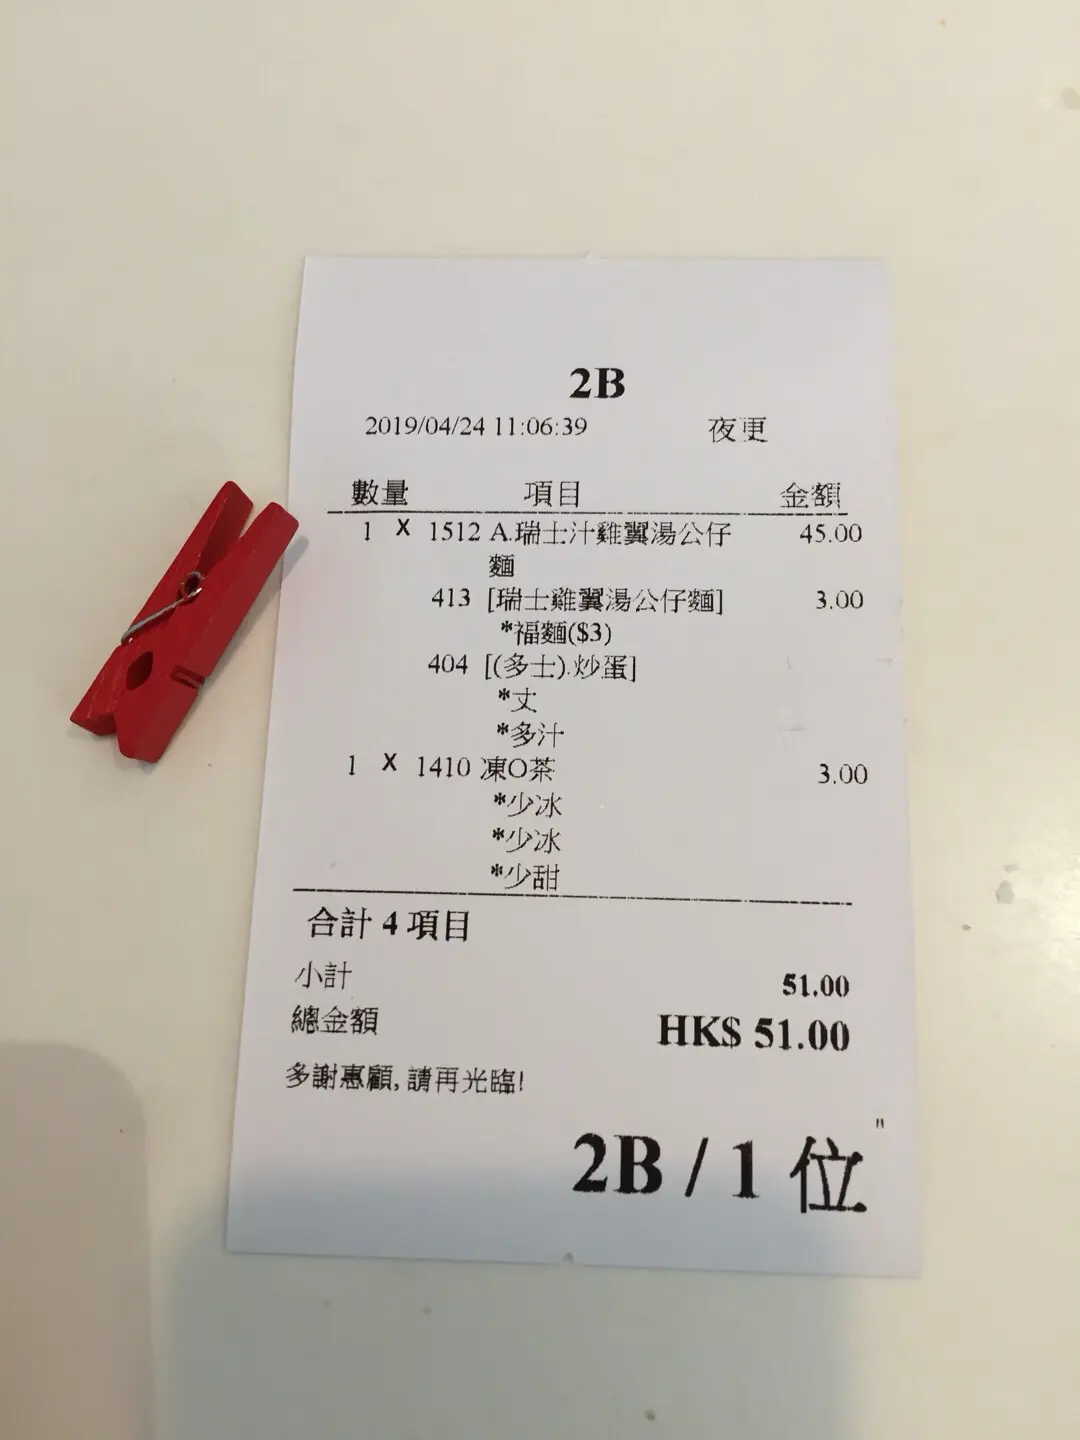 2B
2019/04/24 11:06:39 夜更
數量 項目 金額
1 X 1512 A.瑞士汁雞翼湯公仔 45.00
麵
413 [瑞士雞翼湯公仔麵] 3.00
*福麵($3)
404 [(多士).炒蛋]
*丈
*多汁
1 X 1410 凍O茶 3.00
*少冰
*少冰
*少甜
合計 4 項目
小計 51.00
總金額 HK$ 51.00
多謝惠顧, 請再光臨!
2B / 1 位
"